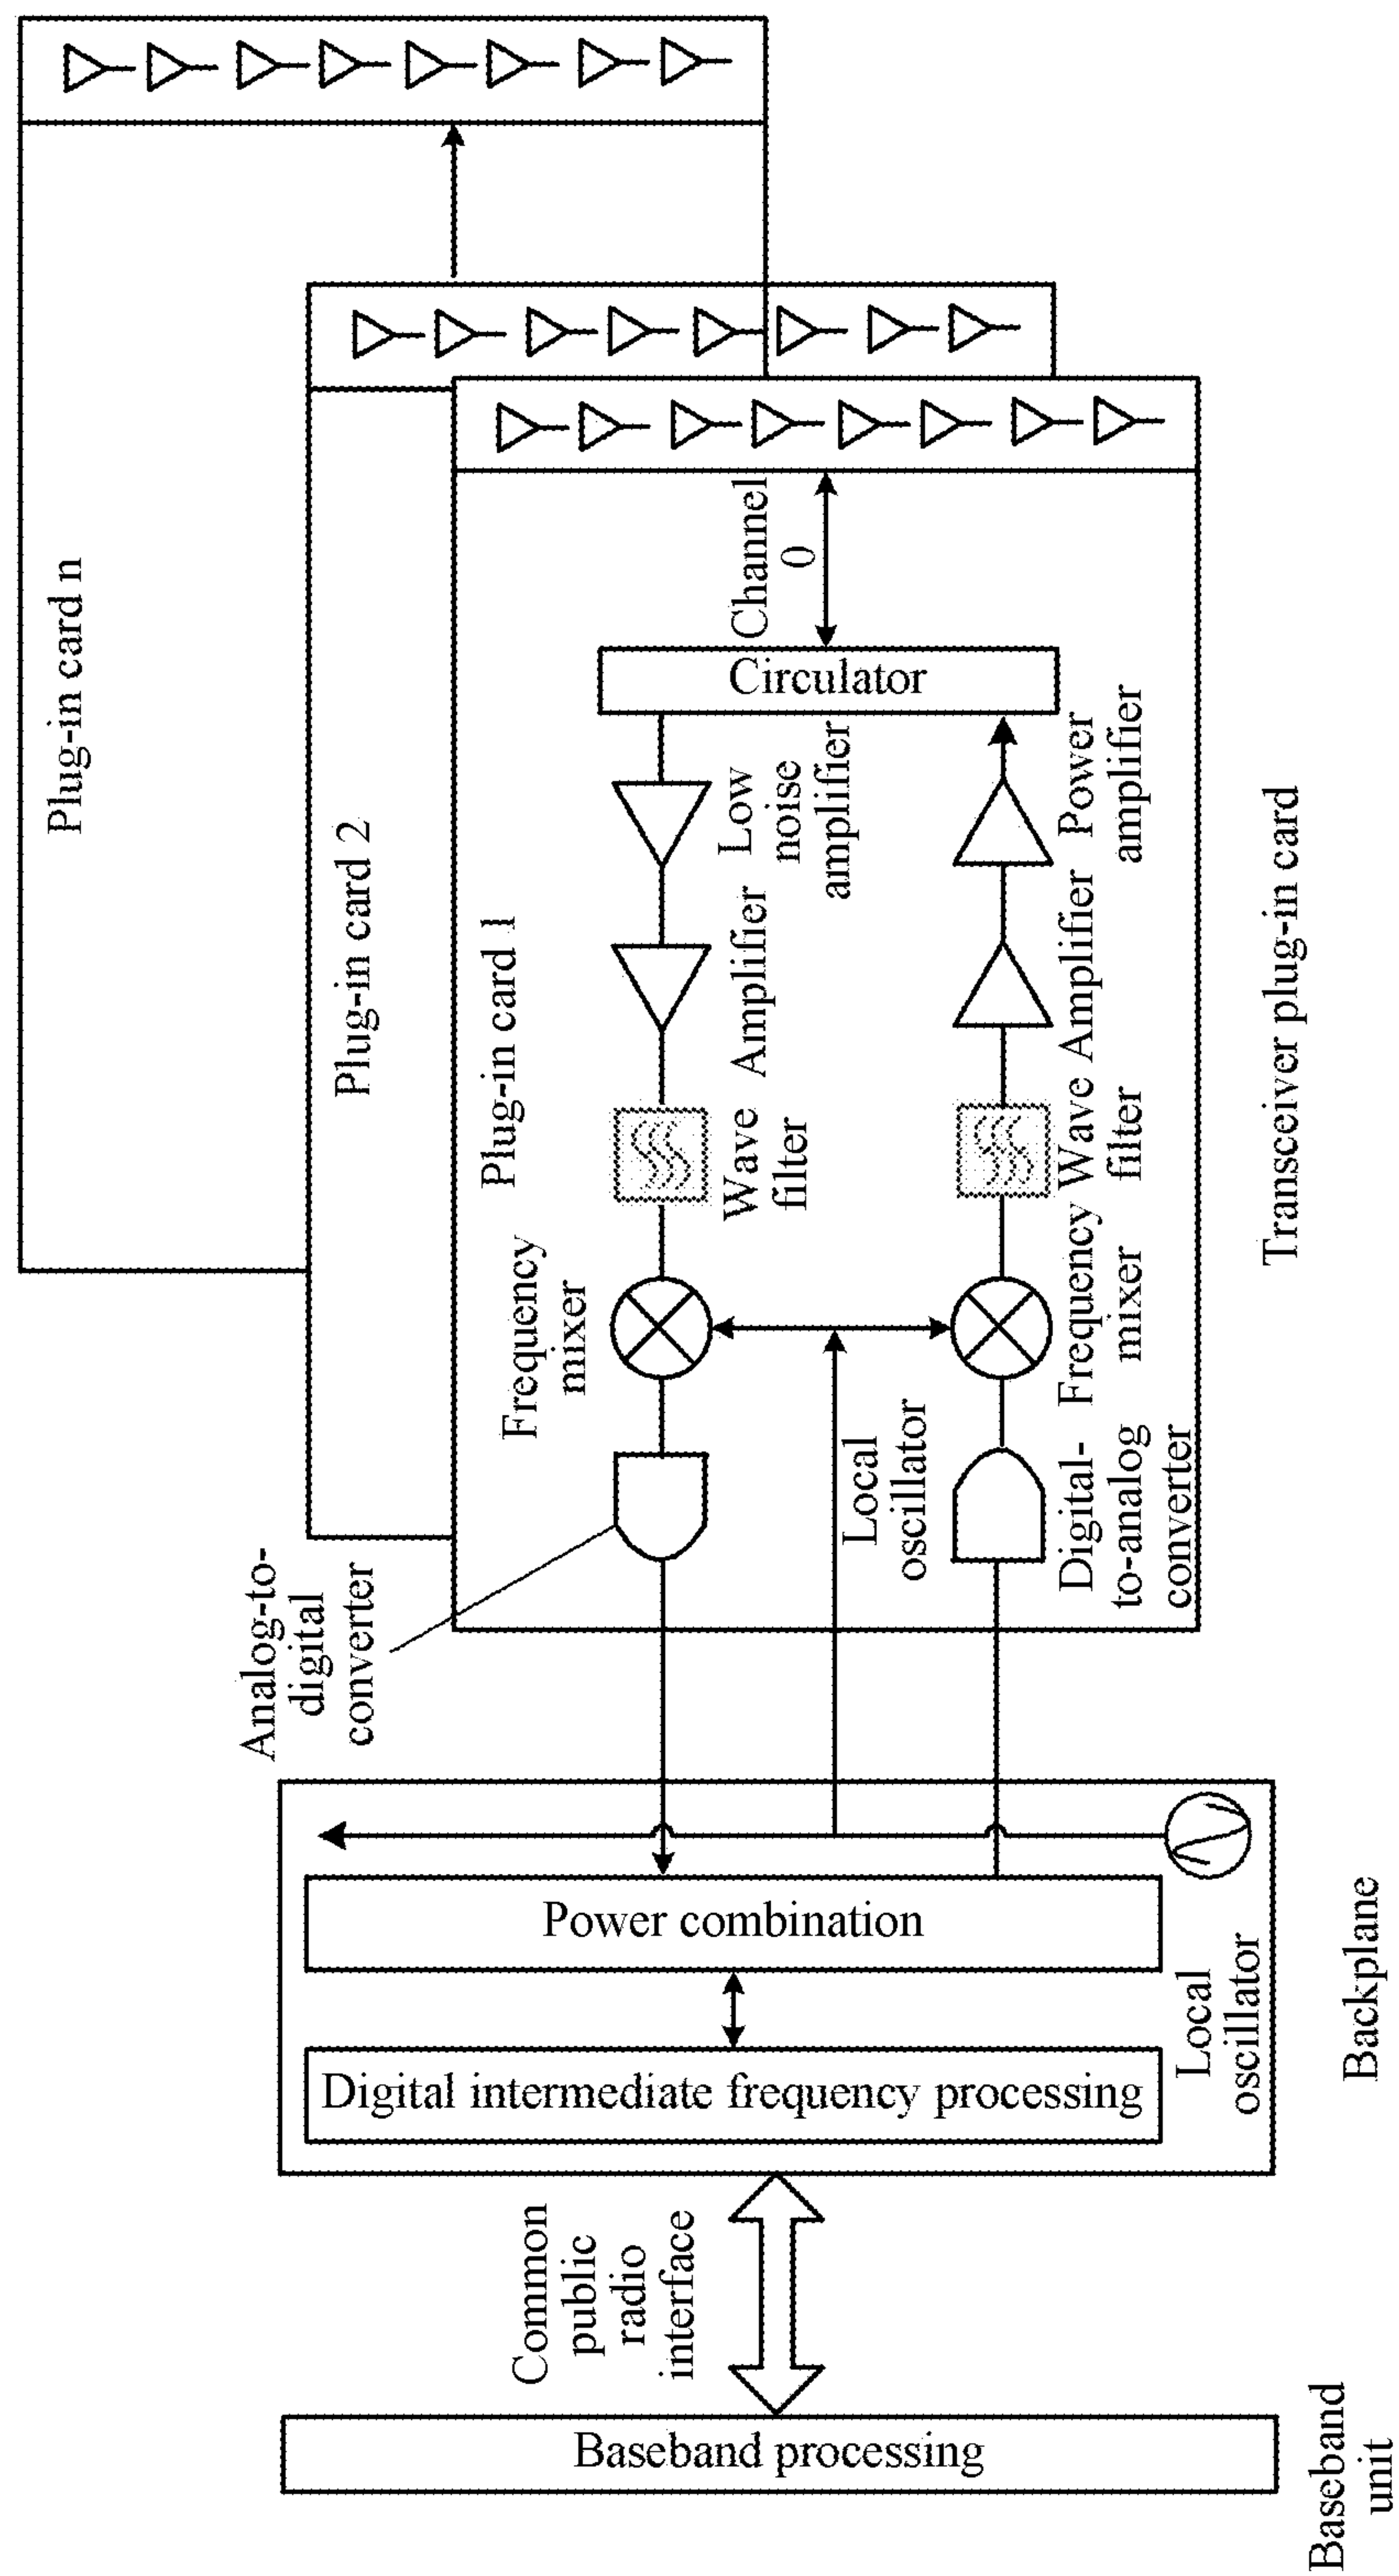 Plug-in card n
Plug-in card 2
Plug-in card 1
Channel
0
Circulator
Low
noise
amplifier
Amplifier
Wave
filter
Frequency
mixer
Analog-to-
digital
converter
Power
amplifier
Amplifier
Wave
filter
Frequency
mixer
Digital-
to-analog
converter
Local
oscillator
Transceiver plug-in card
Power combination
Digital intermediate frequency processing
Local
oscillator
Backplane
Common
public
radio
interface
Baseband processing
Baseband
unit